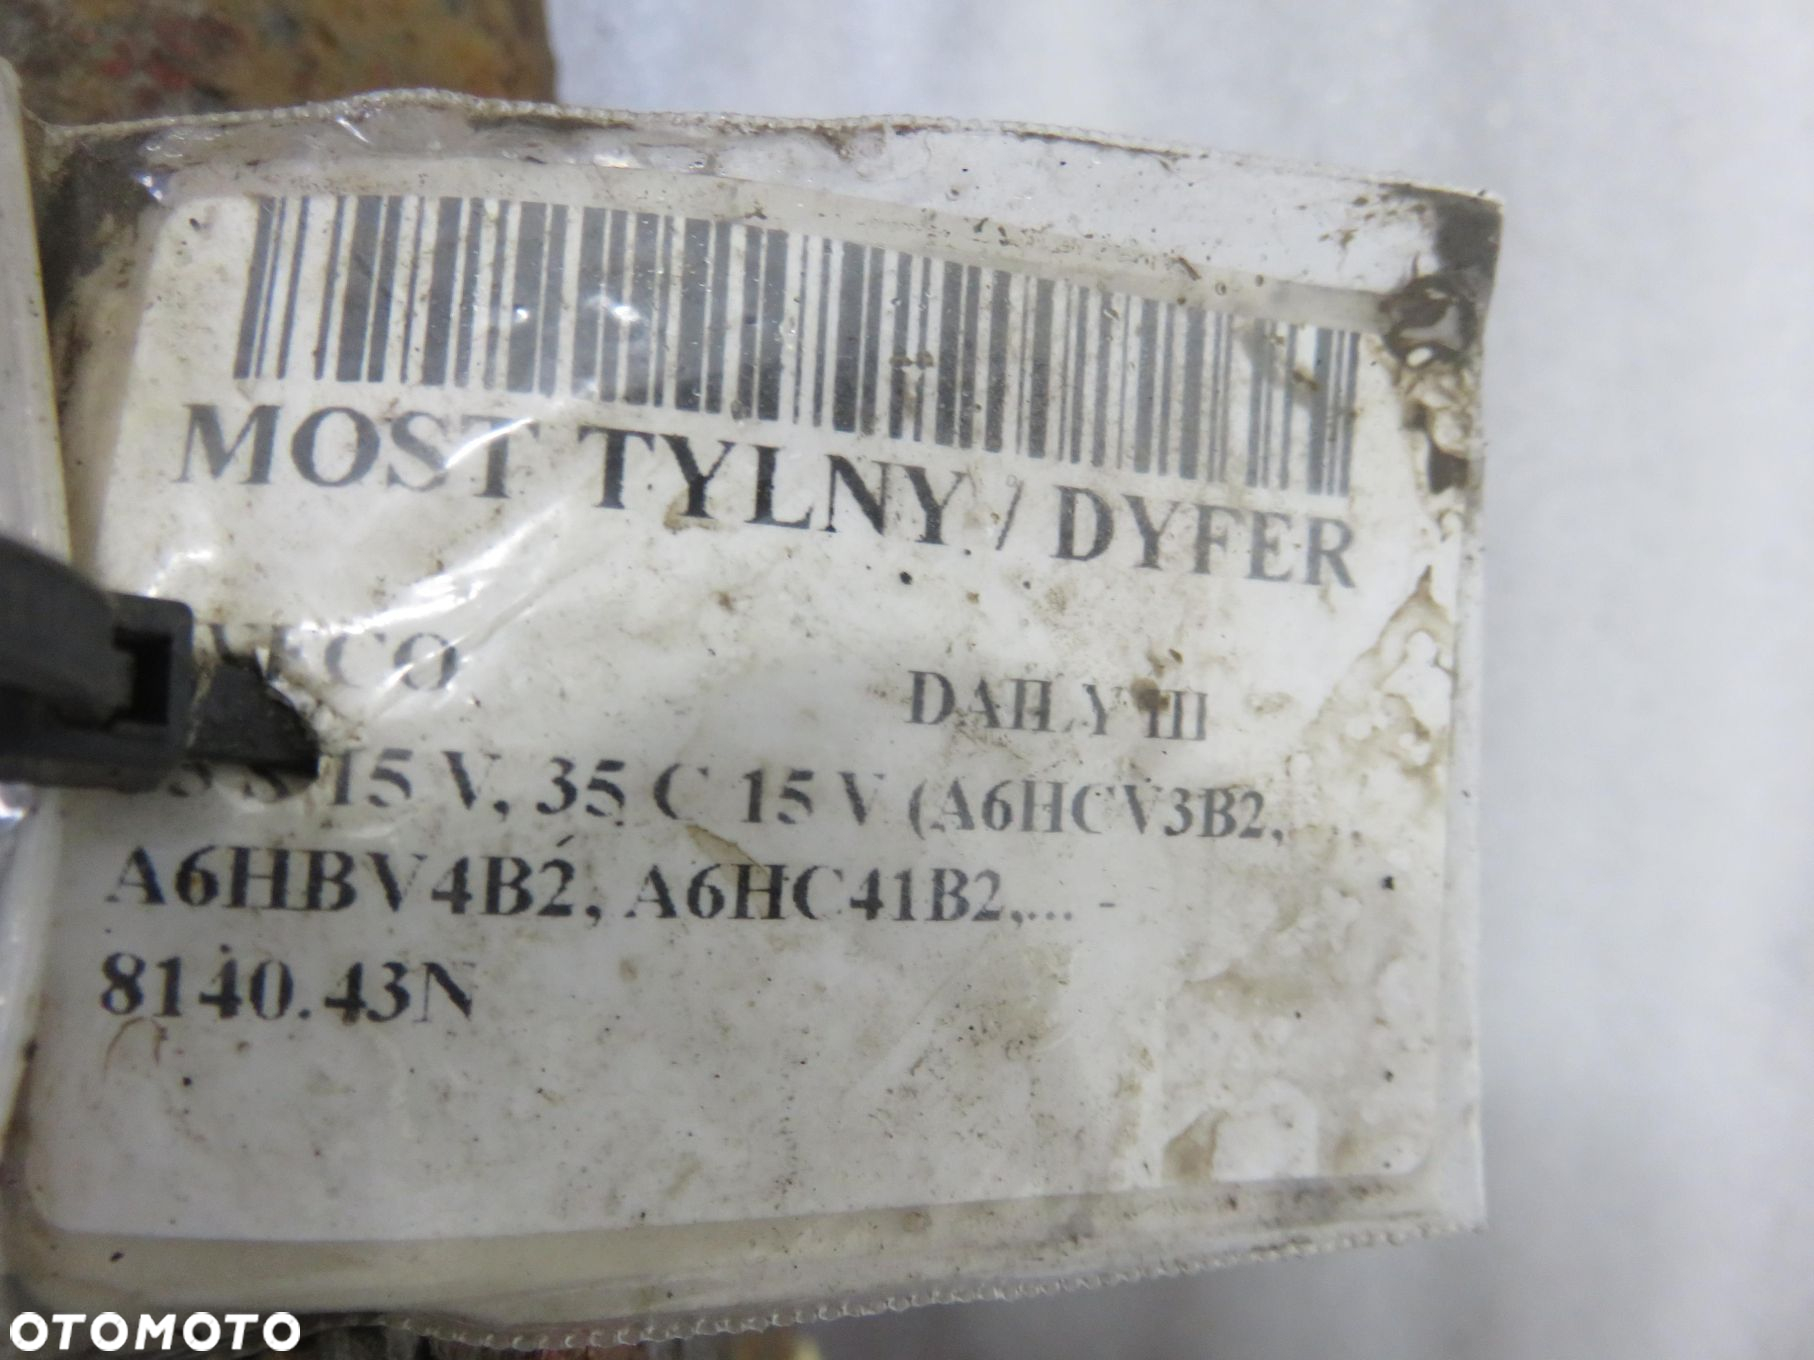 MOST TYLNY / DYFER
DAILY III
15 V, 35 C 15 V (A6HCV3B2,
A6HBV4B2, A6HC41B2,... -
8140.43N
OTOMOTO